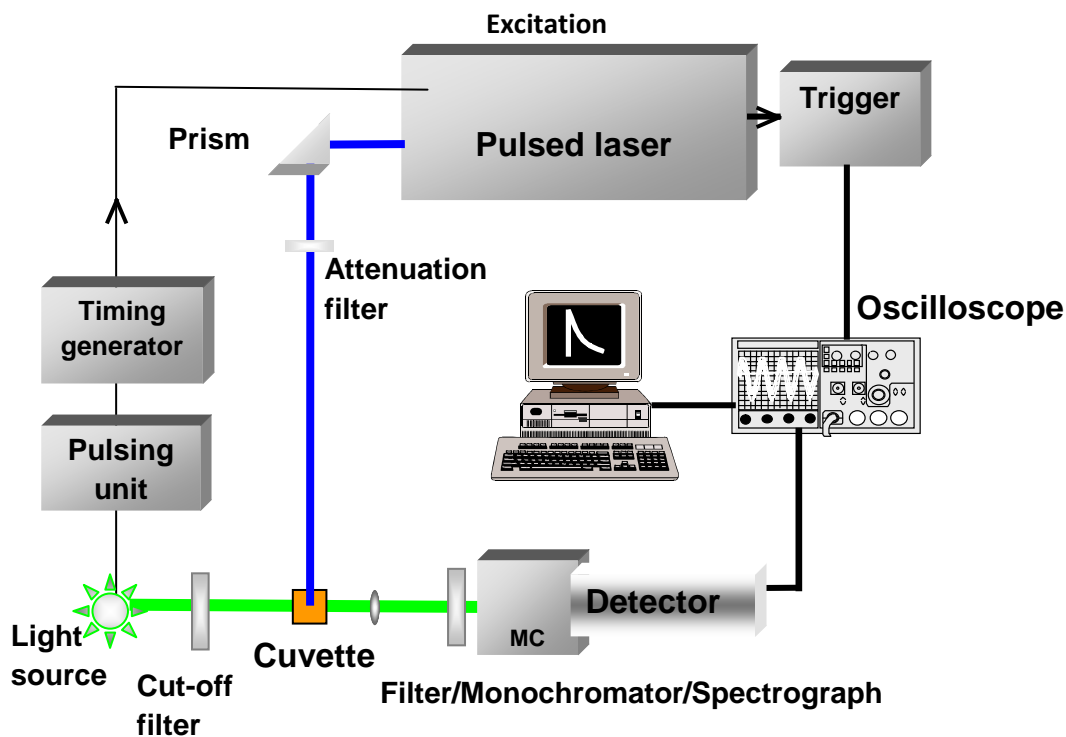 Excitation
Pulsed laser
Trigger
Prism
Attenuation
filter
Timing
generator
Oscilloscope
Pulsing
unit
Light
source
Cut-off
filter
Cuvette
MC
Detector
Filter/Monochromator/Spectrograph